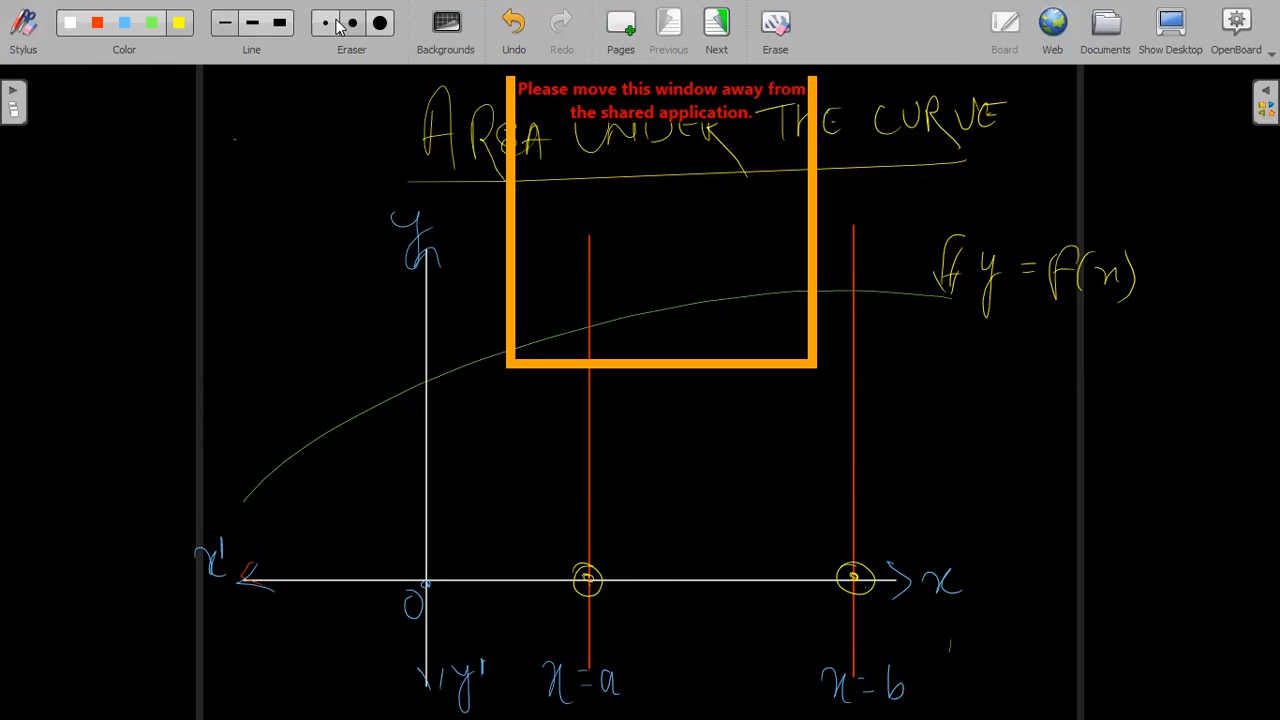 Stylus Color Line Eraser Backgrounds Undo Redo Pages Previous Next Erase Board Web Documents Show Desktop OpenBoard
Please move this window away from
the shared application.
AREA UNDER THE CURVE
y
y = f(x)
x'
x
O
y'
x = a
x = b